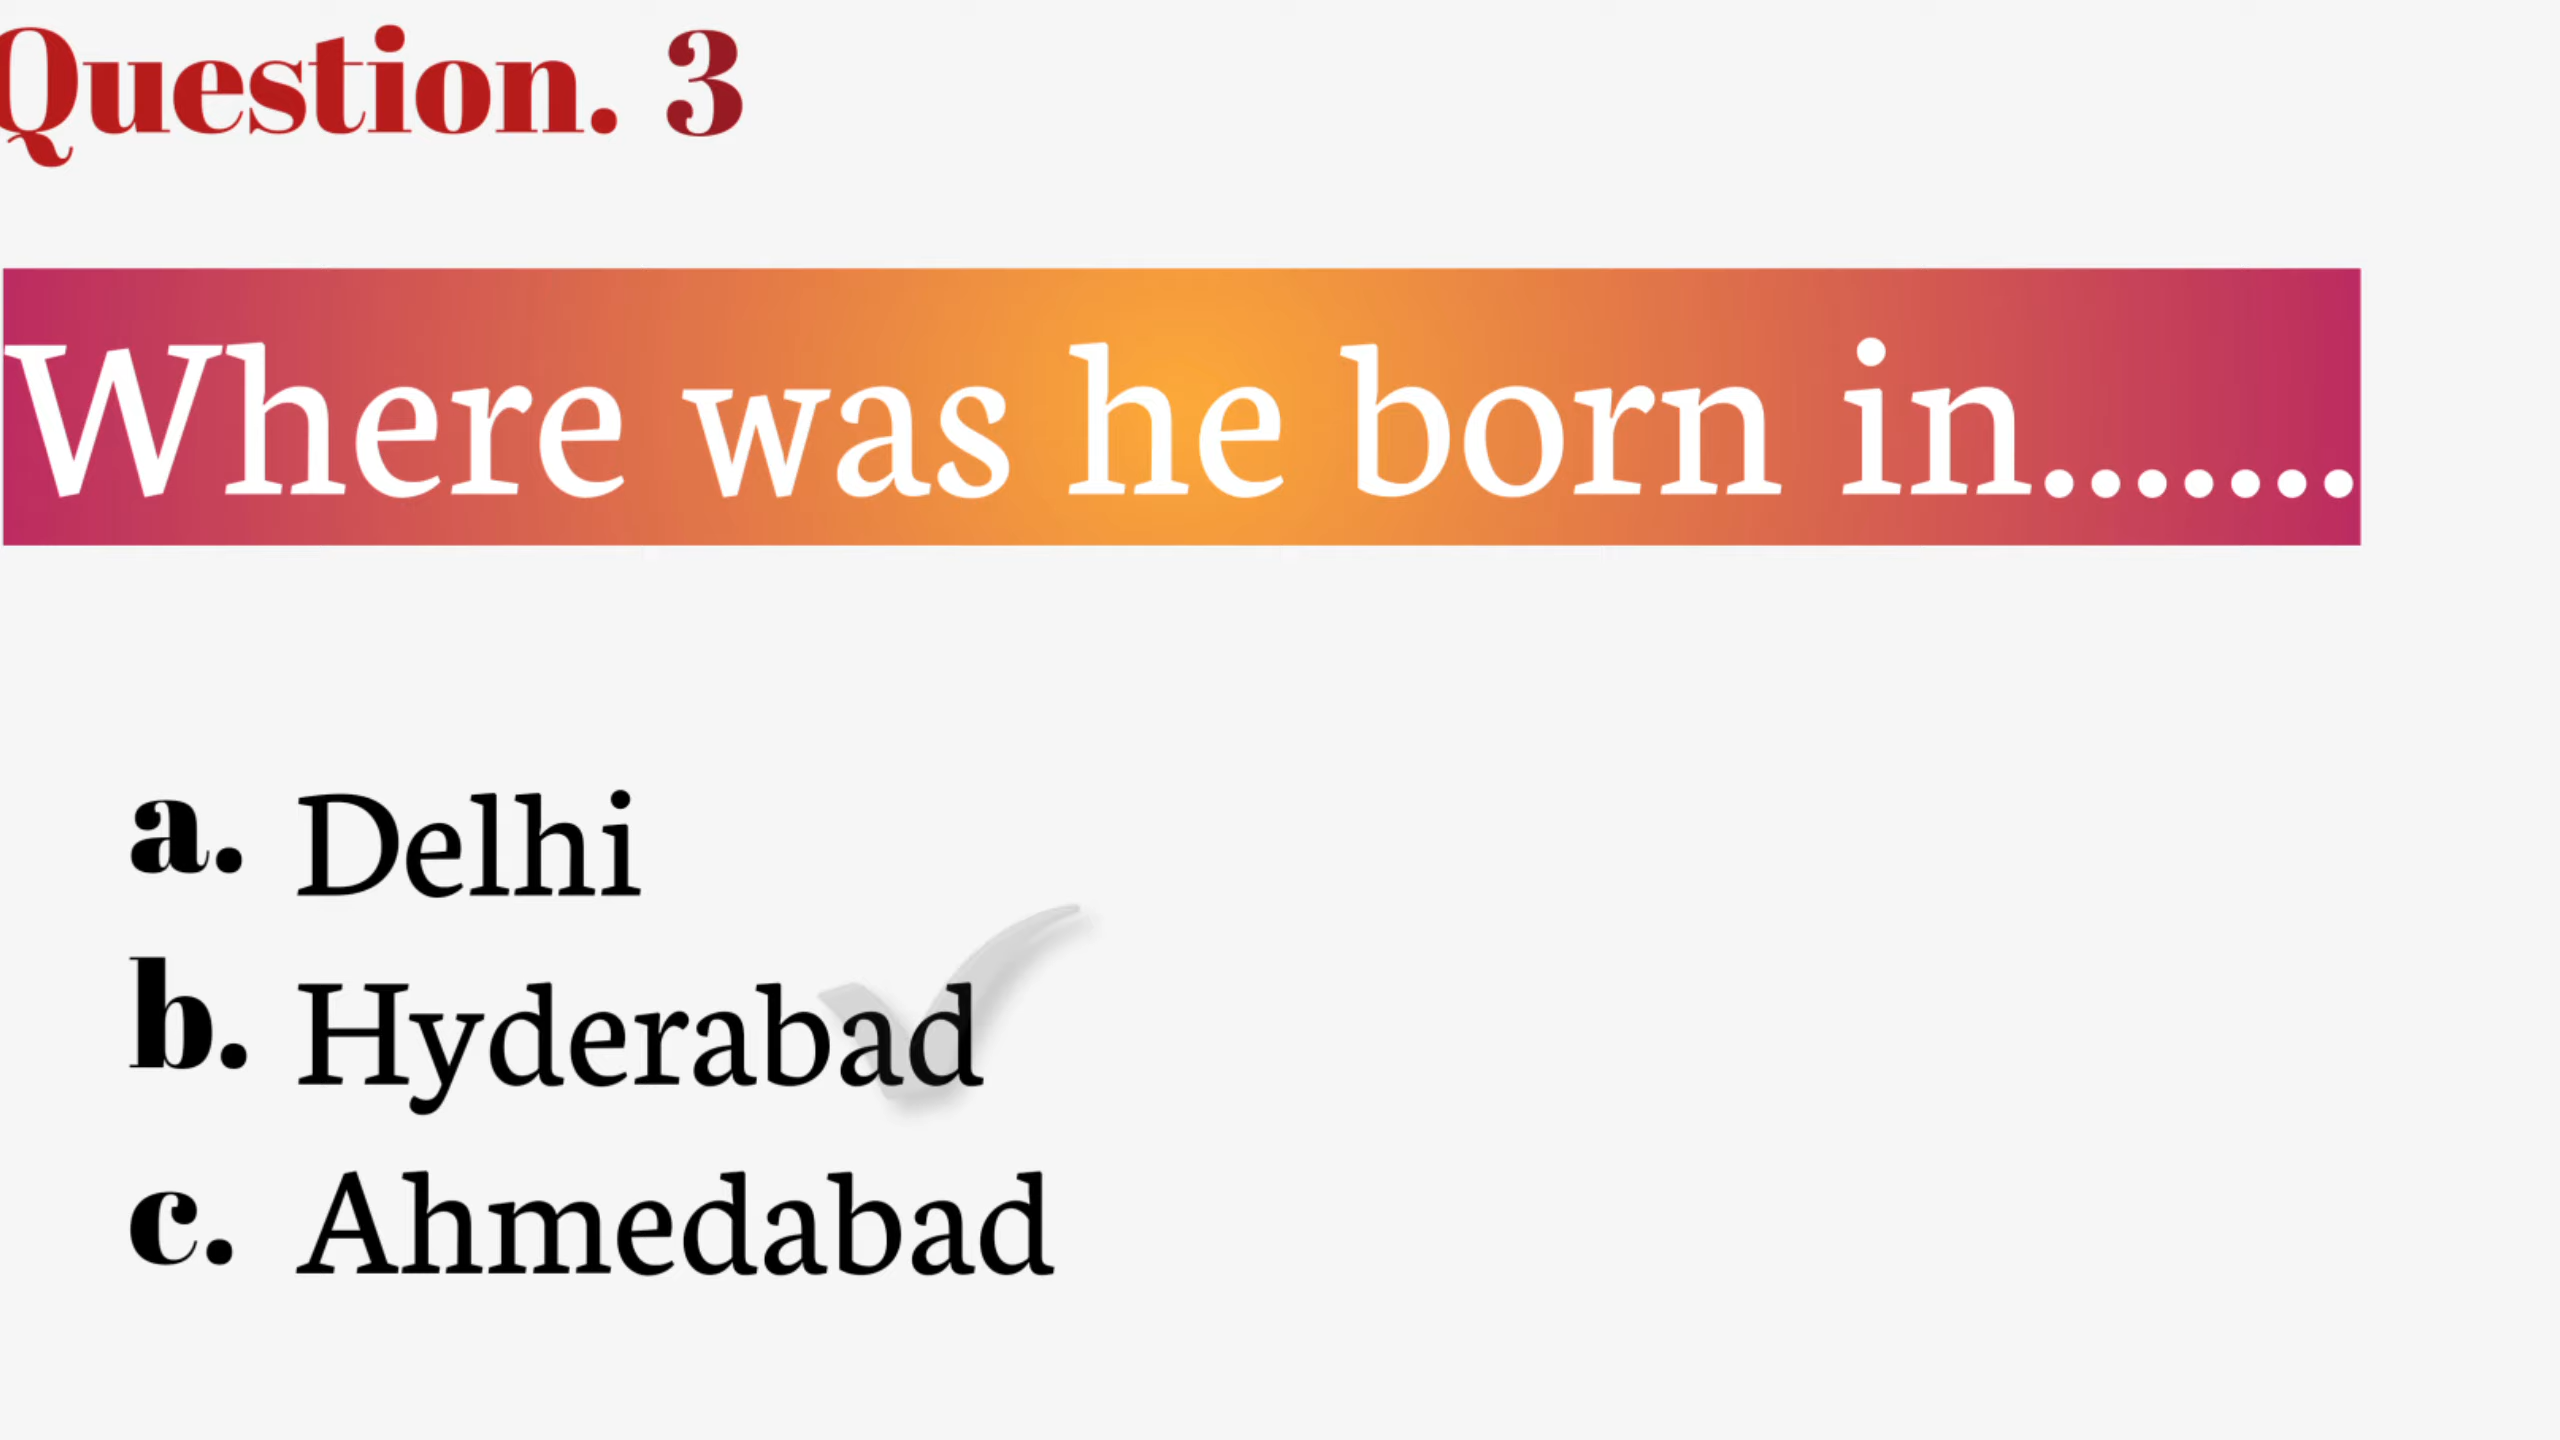 Question. 3
Where was he born in.......
a. Delhi
b. Hyderabad
c. Ahmedabad